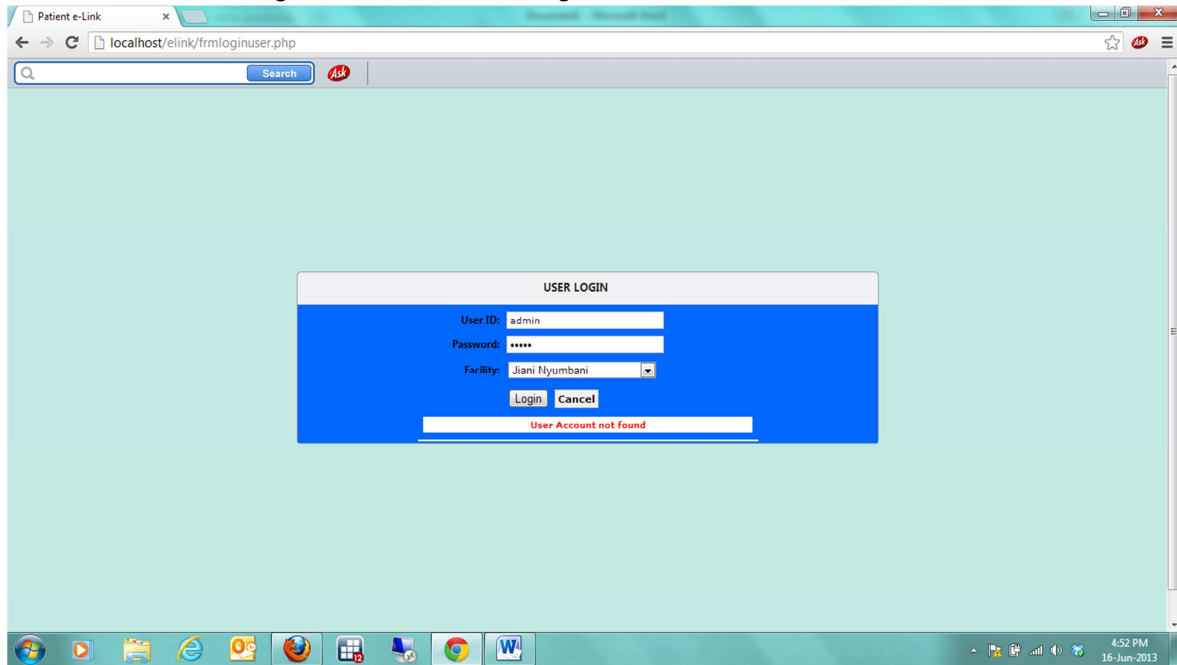 Patient e-Link
localhost/elink/frmloginuser.php
Search
Ask
USER LOGIN
User ID: admin
Password: •••••
Facility: Jiani Nyumbani
Login Cancel
User Account not found
4:52 PM
16-Jun-2013